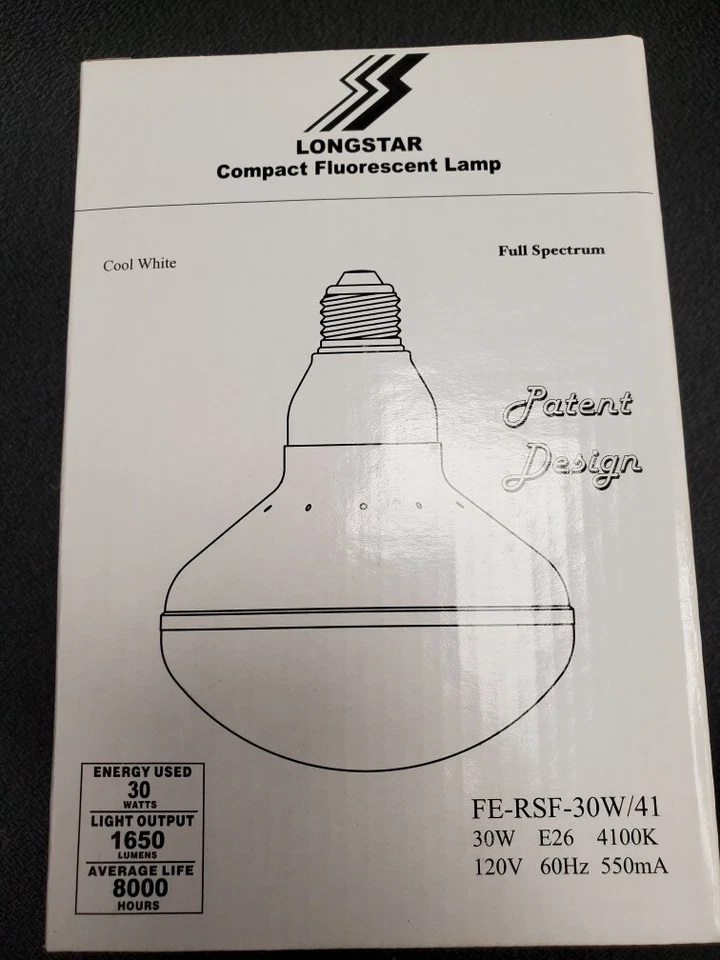 LONGSTAR
Compact Fluorescent Lamp
Cool White
Full Spectrum
Patent
Design
ENERGY USED
30
WATTS
LIGHT OUTPUT
1650
LUMENS
AVERAGE LIFE
8000
HOURS
FE-RSF-30W/41
30W E26 4100K
120V 60Hz 550mA